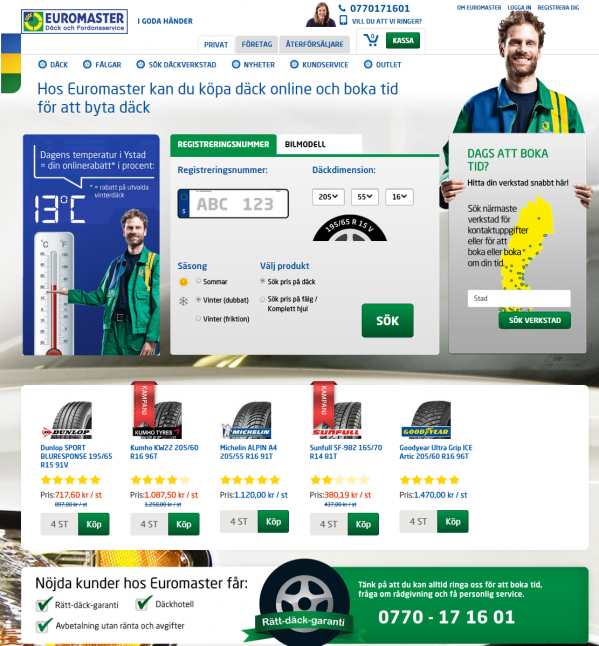 EUROMASTER
Däck och Fordonsservice
I GODA HÄNDER
0770171601
VILL DU ATT VI RINGER?
OM EUROMASTER LOGGA IN REGISTRERA DIG
PRIVAT FÖRETAG ÅTERFÖRSÄLJARE 0 KASSA
DÄCK FÄLGAR SÖK DÄCKVERKSTAD NYHETER KUNDSERVICE OUTLET
Hos Euromaster kan du köpa däck online och boka tid
för att byta däck
Dagens temperatur i Ystad
= din onlinerabatt* i procent:
* = rabatt på utvalda
vinterdäck
13°C
°C °F
REGISTRERINGSNUMMER BILMODELL
Registreringsnummer:
S ABC 123
Däckdimension:
205 55 16
195/65 R 15 V
Säsong
Sommar
Vinter (dubbat)
Vinter (friktion)
Välj produkt
Sök pris på däck
Sök pris på fälg /
Komplett hjul
SÖK
DAGS ATT BOKA
TID?
Hitta din verkstad snabbt här!
Sök närmaste
verkstad för
kontaktuppgifter
eller för att
boka eller boka
om din tid.
Stad
SÖK VERKSTAD
DUNLOP
Dunlop SPORT
BLURESPONSE 195/65
R15 91V
Pris:717,60 kr / st
897,00 kr / st
4 ST Köp
KAMPANJ
KUMHO TYRES
Kumho KW22 205/60
R16 96T
Pris:1.087,50 kr / st
1.250,00 kr / st
4 ST Köp
MICHELIN
Michelin ALPIN A4
205/55 R16 91T
Pris:1.120,00 kr / st
4 ST Köp
KAMPANJ
SUNFULL
Sunfull SF-982 165/70
R14 81T
Pris:380,19 kr / st
437,00 kr / st
4 ST Köp
GOODYEAR
Goodyear Ultra Grip ICE
Artic 205/60 R16 96T
Pris:1.470,00 kr / st
4 ST Köp
Nöjda kunder hos Euromaster får:
Rätt-däck-garanti Däckhotell
Avbetalning utan ränta och avgifter
Rätt-däck-garanti
Tänk på att du kan alltid ringa oss för att boka tid,
fråga om rådgivning och få personlig service.
0770 - 17 16 01